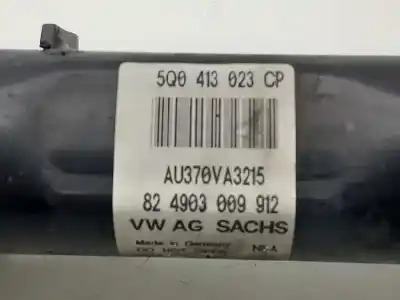 5Q0 413 023 CP
AU370VA3215
82 4903 009 912
VW AG SACHS
Made in Germany